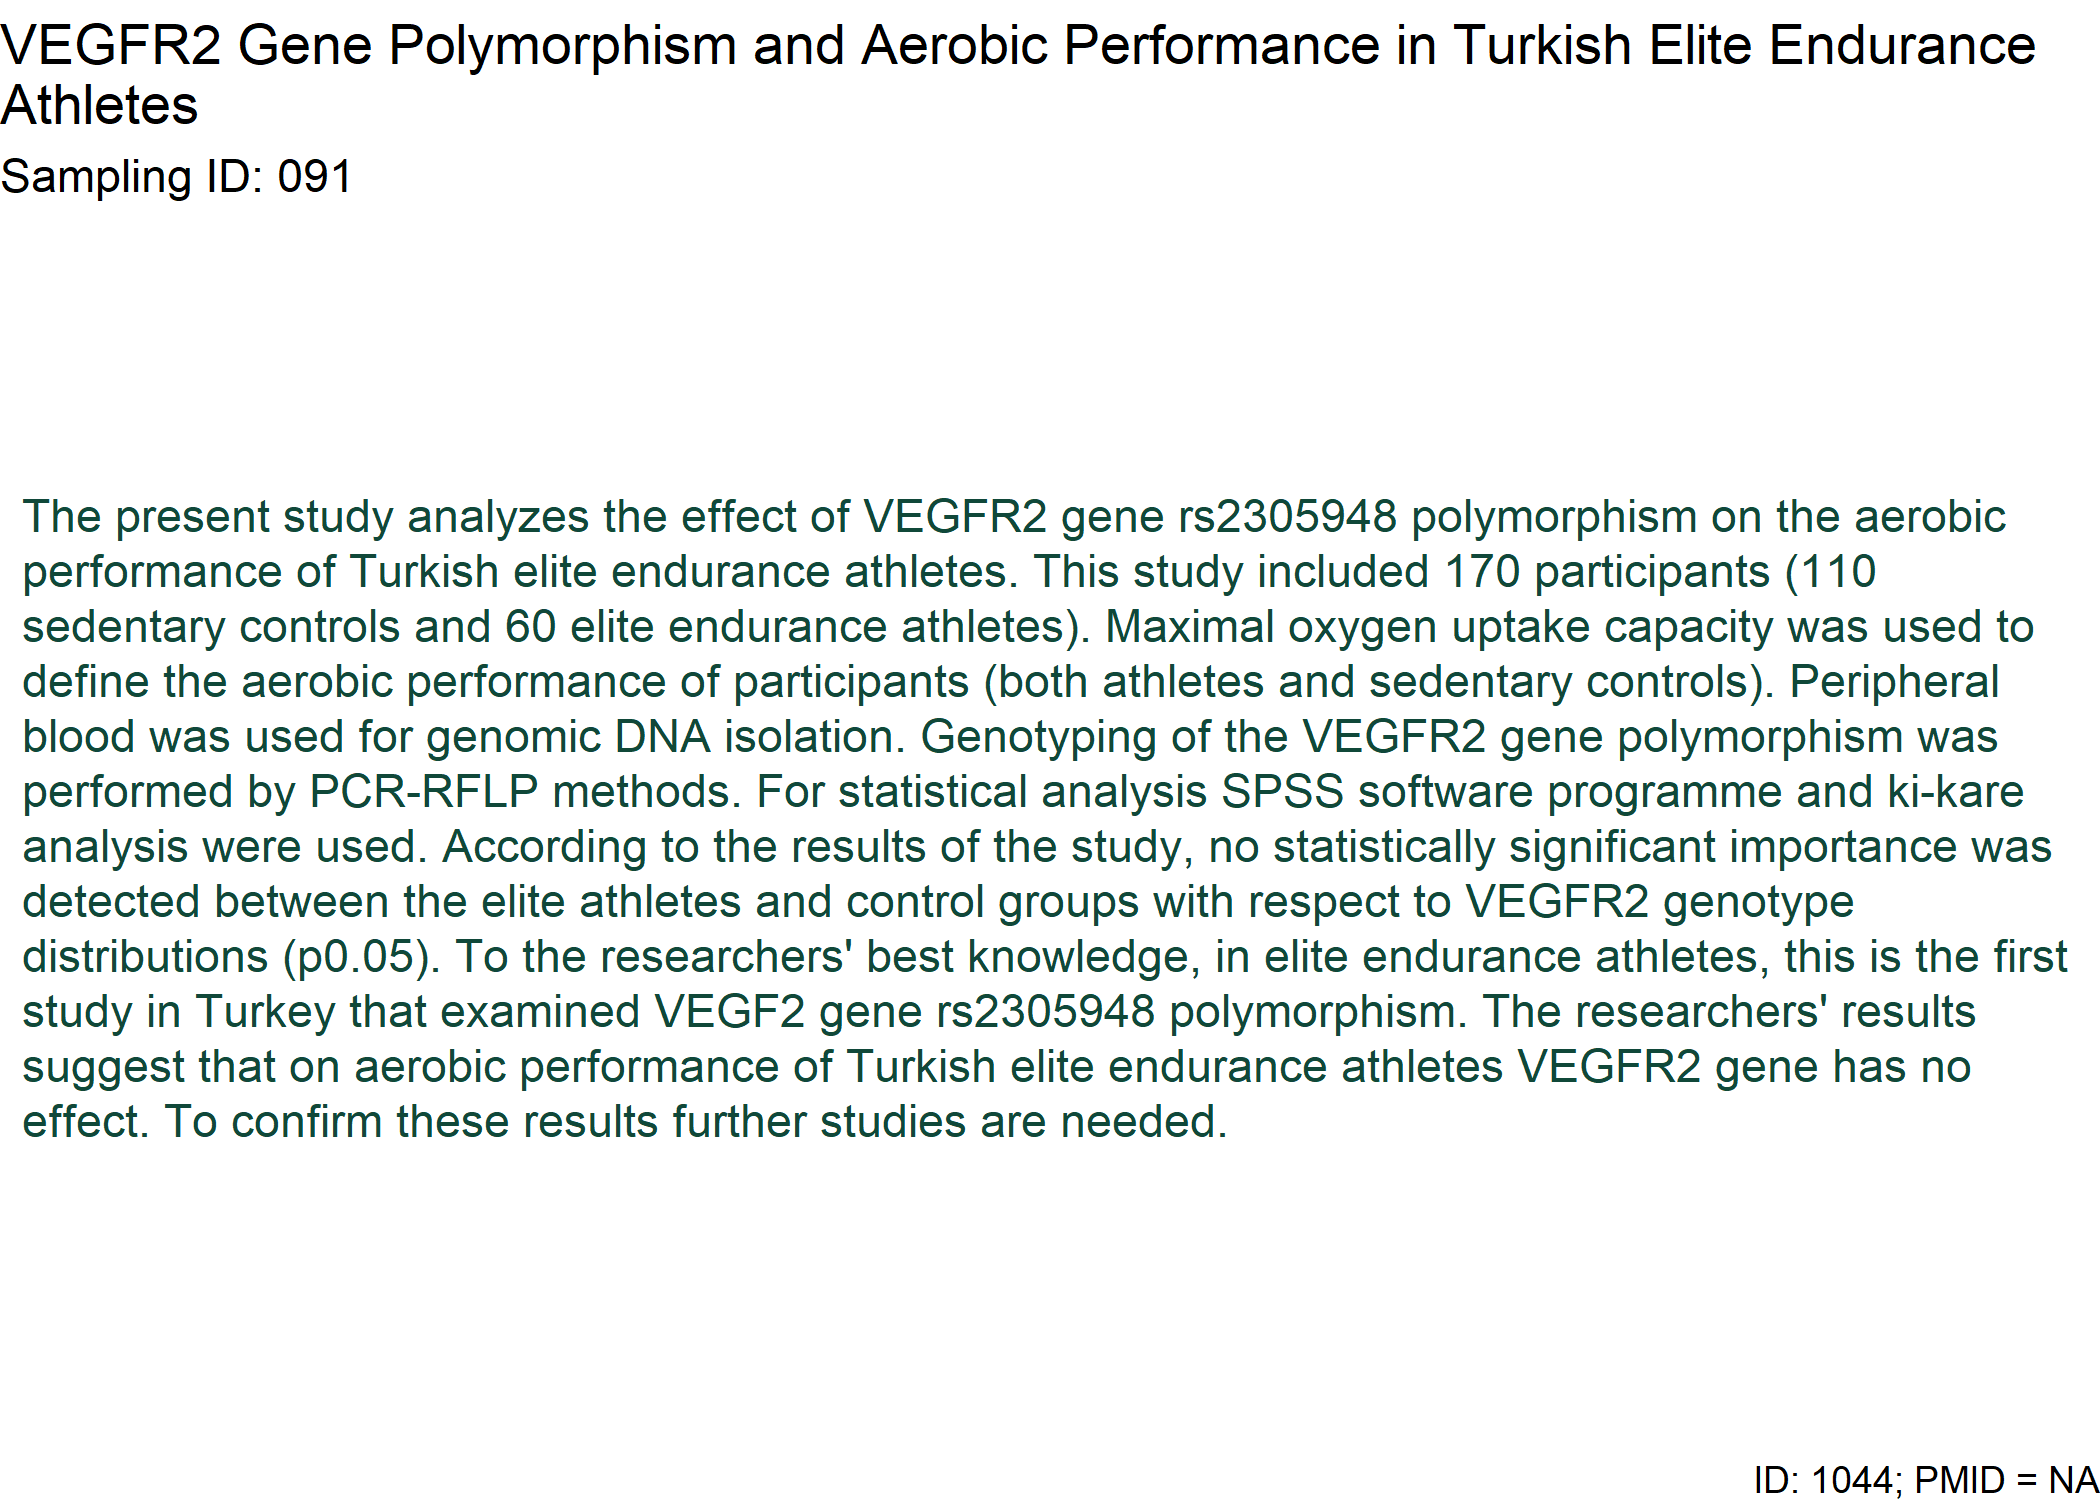 VEGFR2 Gene Polymorphism and Aerobic Performance in Turkish Elite Endurance
Athletes
Sampling ID: 091
The present study analyzes the effect of VEGFR2 gene rs2305948 polymorphism on the aerobic
performance of Turkish elite endurance athletes. This study included 170 participants (110
sedentary controls and 60 elite endurance athletes). Maximal oxygen uptake capacity was used to
define the aerobic performance of participants (both athletes and sedentary controls). Peripheral
blood was used for genomic DNA isolation. Genotyping of the VEGFR2 gene polymorphism was
performed by PCR-RFLP methods. For statistical analysis SPSS software programme and ki-kare
analysis were used. According to the results of the study, no statistically significant importance was
detected between the elite athletes and control groups with respect to VEGFR2 genotype
distributions (p0.05). To the researchers' best knowledge, in elite endurance athletes, this is the first
study in Turkey that examined VEGF2 gene rs2305948 polymorphism. The researchers' results
suggest that on aerobic performance of Turkish elite endurance athletes VEGFR2 gene has no
effect. To confirm these results further studies are needed.
ID: 1044; PMID = NA